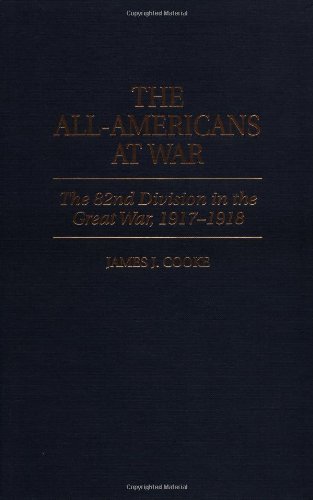 THE
ALL-AMERICANS
AT WAR
The 82nd Division in the
Great War, 1917–1918
JAMES J. COOKE